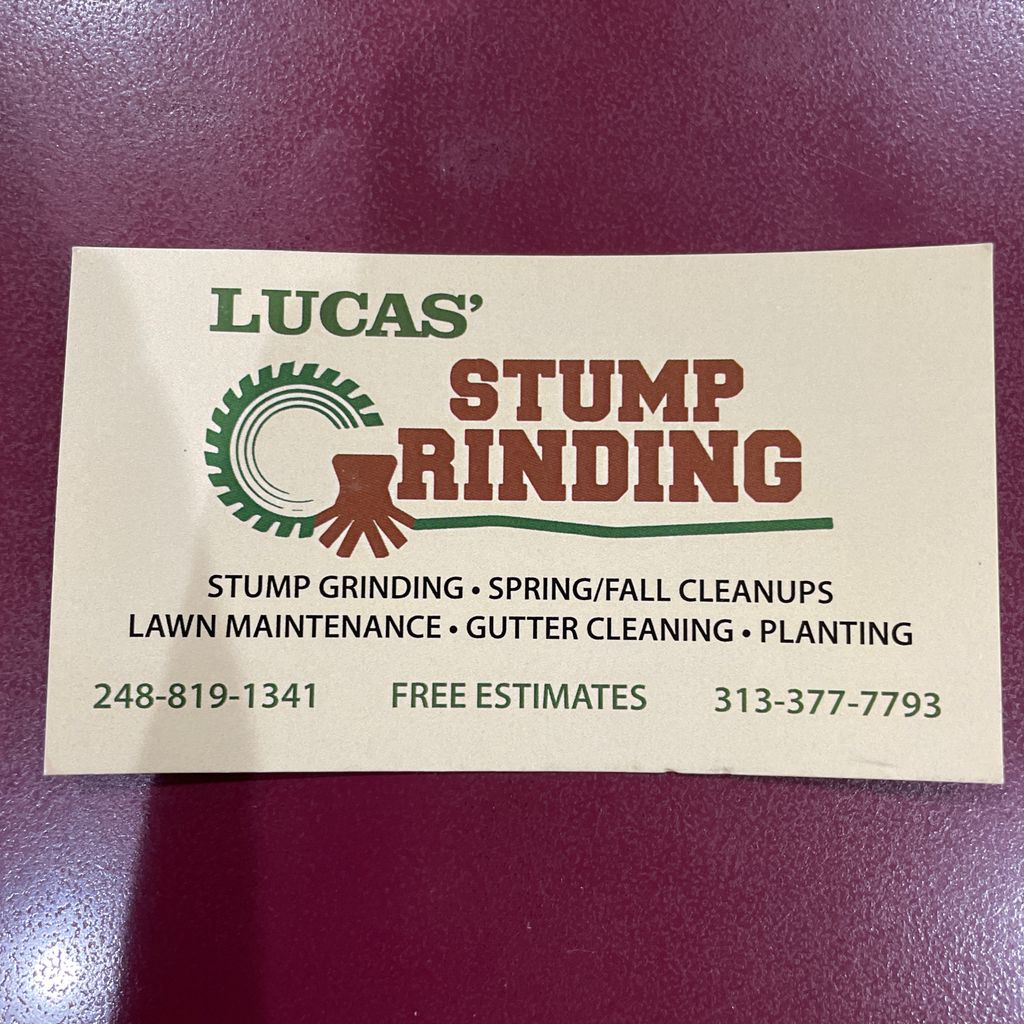 LUCAS'
STUMP
GRINDING
STUMP GRINDING • SPRING/FALL CLEANUPS
LAWN MAINTENANCE • GUTTER CLEANING • PLANTING
248-819-1341 FREE ESTIMATES 313-377-7793